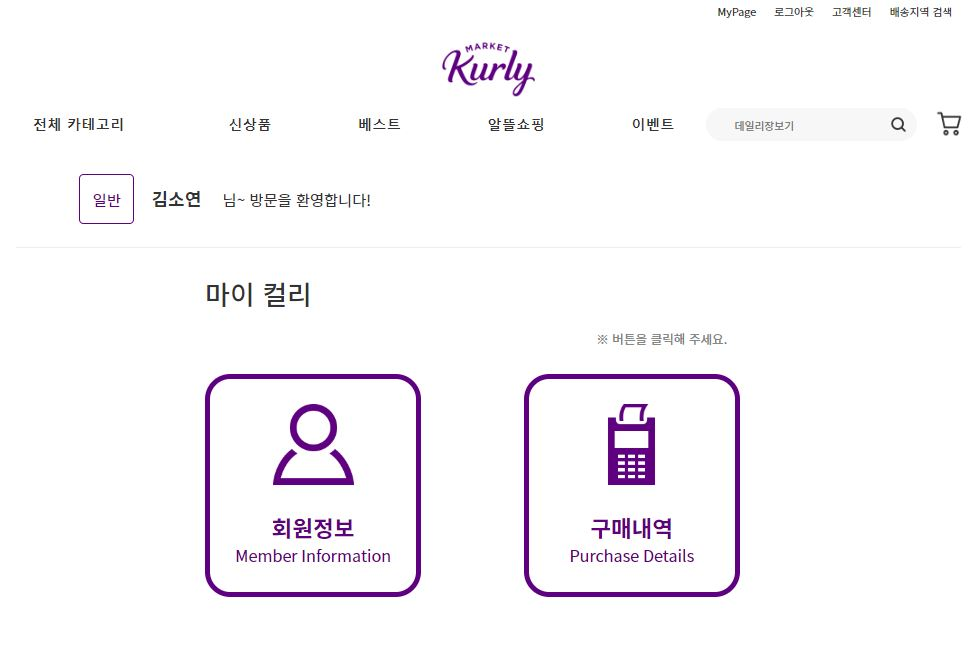 MyPage 로그아웃 고객센터 배송지역 검색
MARKET
Kurly
전체 카테고리 신상품 베스트 알뜰쇼핑 이벤트 데일리장보기
일반 김소연 님~ 방문을 환영합니다!
마이 컬리
※ 버튼을 클릭해 주세요.
회원정보
Member Information
구매내역
Purchase Details